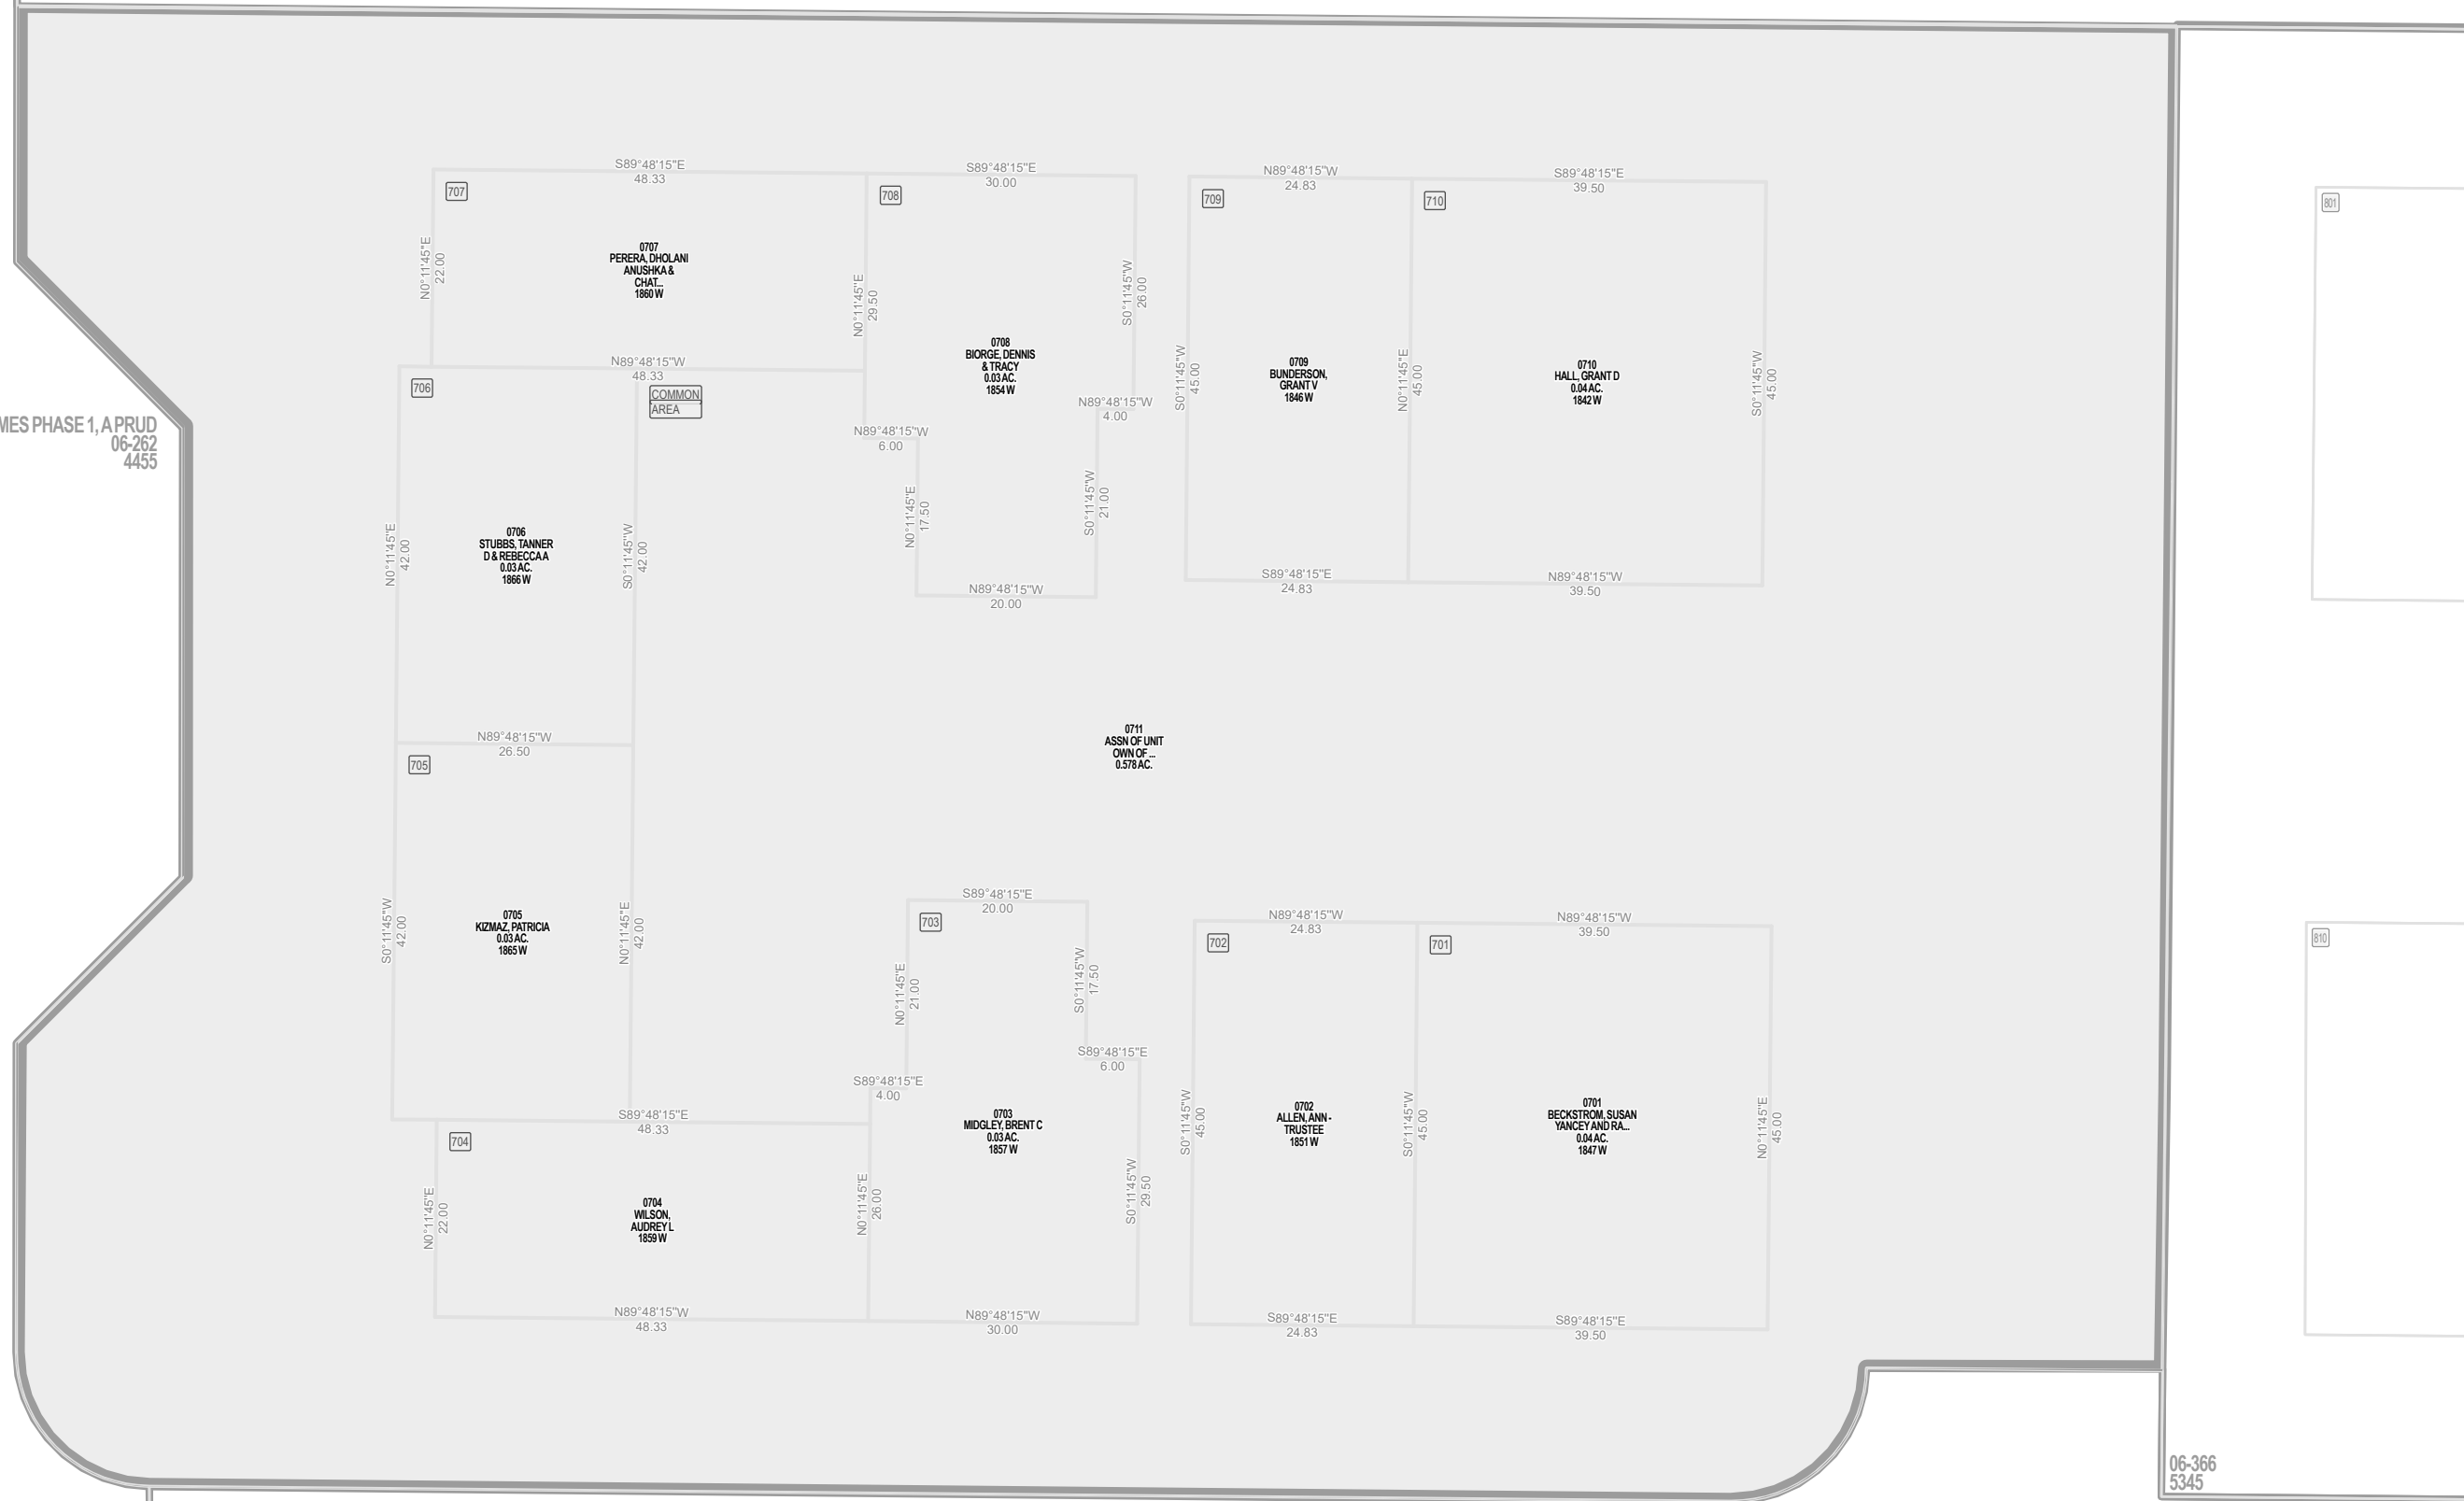 S89°48'15"E
48.33
707
N0°11'45"E
22.00
0707
PERERA, DHOLANI
ANUSHKA &
CHAT...
1860 W
S89°48'15"E
30.00
708
N0°11'45"E
29.50
S0°11'45"W
26.00
0708
BIORGE, DENNIS
& TRACY
0.03 AC.
1854 W
N89°48'15"W
4.00
N89°48'15"W
6.00
N0°11'45"E
17.50
S0°11'45"W
21.00
N89°48'15"W
20.00
N89°48'15"W
24.83
709
S0°11'45"W
45.00
0709
BUNDERSON,
GRANT V
1846 W
N0°11'45"E
45.00
S89°48'15"E
24.83
S89°48'15"E
39.50
710
0710
HALL, GRANT D
0.04 AC.
1842 W
S0°11'45"W
45.00
N89°48'15"W
39.50
801
N89°48'15"W
48.33
706
COMMON
AREA
MES PHASE 1, A PRUD
06-262
4455
N0°11'45"E
42.00
0706
STUBBS, TANNER
D & REBECCA A
0.03 AC.
1866 W
S0°11'45"W
42.00
N89°48'15"W
26.50
0711
ASSN OF UNIT
OWN OF ...
0.578 AC.
705
S0°11'45"W
42.00
0705
KIZMAZ, PATRICIA
0.03 AC.
1865 W
N0°11'45"E
42.00
S89°48'15"E
20.00
703
N0°11'45"E
21.00
S0°11'45"W
17.50
S89°48'15"E
6.00
S89°48'15"E
4.00
0703
MIDGLEY, BRENT C
0.03 AC.
1857 W
N0°11'45"E
26.00
S0°11'45"W
29.50
N89°48'15"W
30.00
N89°48'15"W
24.83
702
S0°11'45"W
45.00
0702
ALLEN, ANN -
TRUSTEE
1851 W
S0°11'45"W
45.00
S89°48'15"E
24.83
N89°48'15"W
39.50
701
0701
BECKSTROM, SUSAN
YANCEY AND RA...
0.04 AC.
1847 W
N0°11'45"E
45.00
S89°48'15"E
39.50
810
S89°48'15"E
48.33
704
N0°11'45"E
22.00
0704
WILSON,
AUDREY L
1859 W
N89°48'15"W
48.33
06-366
5345